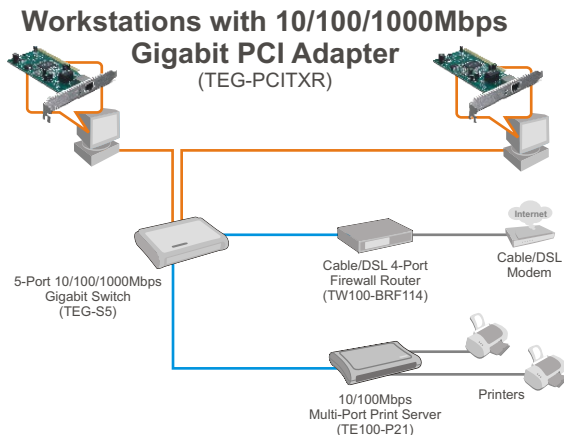 Workstations with 10/100/1000Mbps
Gigabit PCI Adapter
(TEG-PCITXR)
Internet
Cable/DSL
Modem
Cable/DSL 4-Port
Firewall Router
(TW100-BRF114)
5-Port 10/100/1000Mbps
Gigabit Switch
(TEG-S5)
Printers
10/100Mbps
Multi-Port Print Server
(TE100-P21)